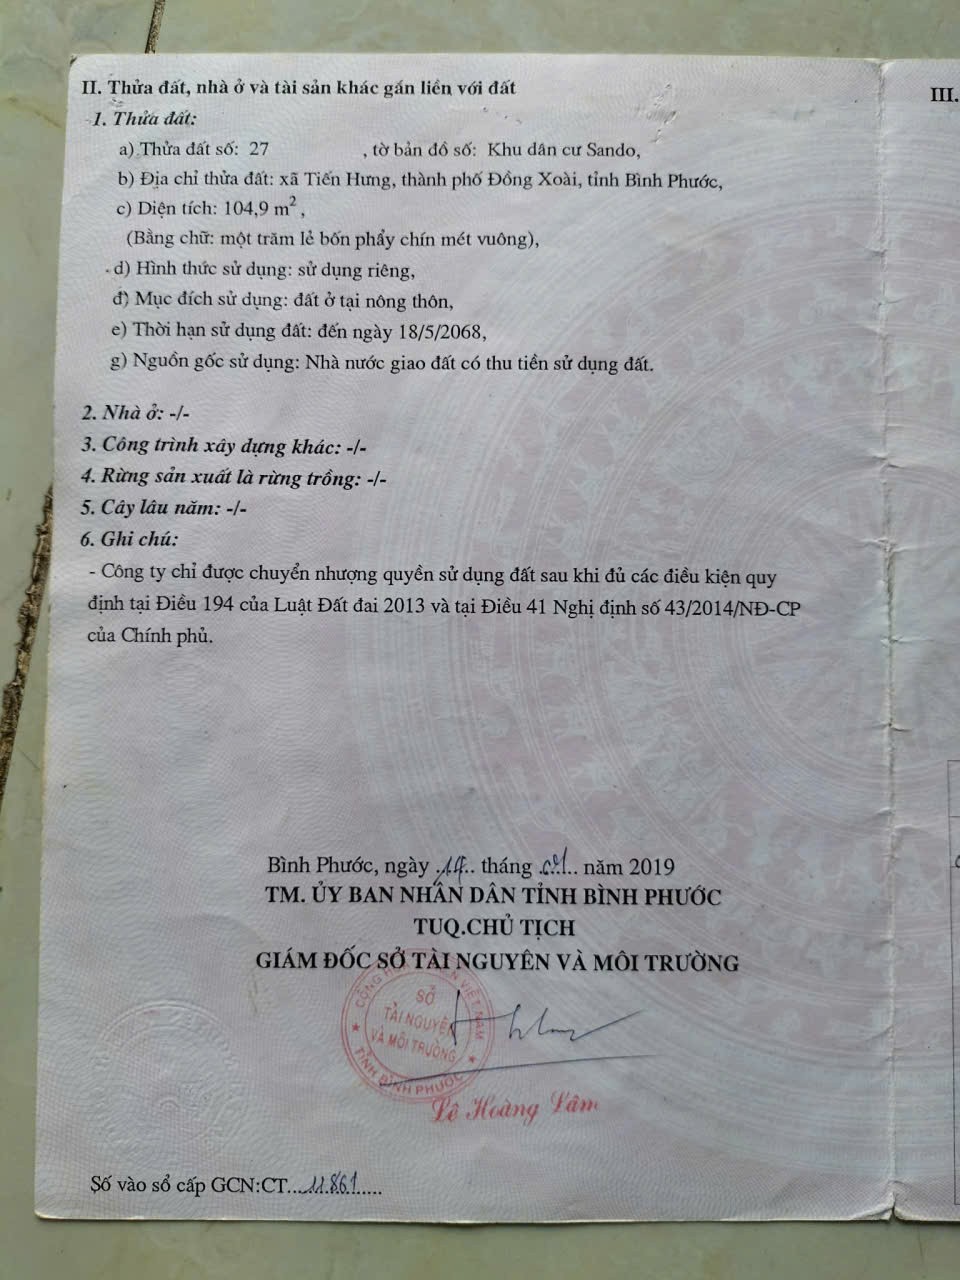 II. Thửa đất, nhà ở và tài sản khác gắn liền với đất
1. Thửa đất:
a) Thửa đất số: 27 , tờ bản đồ số: Khu dân cư Sando,
b) Địa chỉ thửa đất: xã Tiến Hưng, thành phố Đồng Xoài, tỉnh Bình Phước,
c) Diện tích: 104,9 m²,
(Bằng chữ: một trăm lẻ bốn phẩy chín mét vuông),
d) Hình thức sử dụng: sử dụng riêng,
đ) Mục đích sử dụng: đất ở tại nông thôn,
e) Thời hạn sử dụng đất: đến ngày 18/5/2068,
g) Nguồn gốc sử dụng: Nhà nước giao đất có thu tiền sử dụng đất.
2. Nhà ở: -/-
3. Công trình xây dựng khác: -/-
4. Rừng sản xuất là rừng trồng: -/-
5. Cây lâu năm: -/-
6. Ghi chú:
- Công ty chỉ được chuyển nhượng quyền sử dụng đất sau khi đủ các điều kiện quy
định tại Điều 194 của Luật Đất đai 2013 và tại Điều 41 Nghị định số 43/2014/NĐ-CP
của Chính phủ.
Bình Phước, ngày tháng năm 2019
TM. ỦY BAN NHÂN DÂN TỈNH BÌNH PHƯỚC
TUQ.CHỦ TỊCH
GIÁM ĐỐC SỞ TÀI NGUYÊN VÀ MÔI TRƯỜNG
SỞ
TÀI NGUYÊN
VÀ MÔI TRƯỜNG
TỈNH BÌNH PHƯỚC
Lê Hoàng Lâm
Số vào sổ cấp GCN:CT....11861......
III.